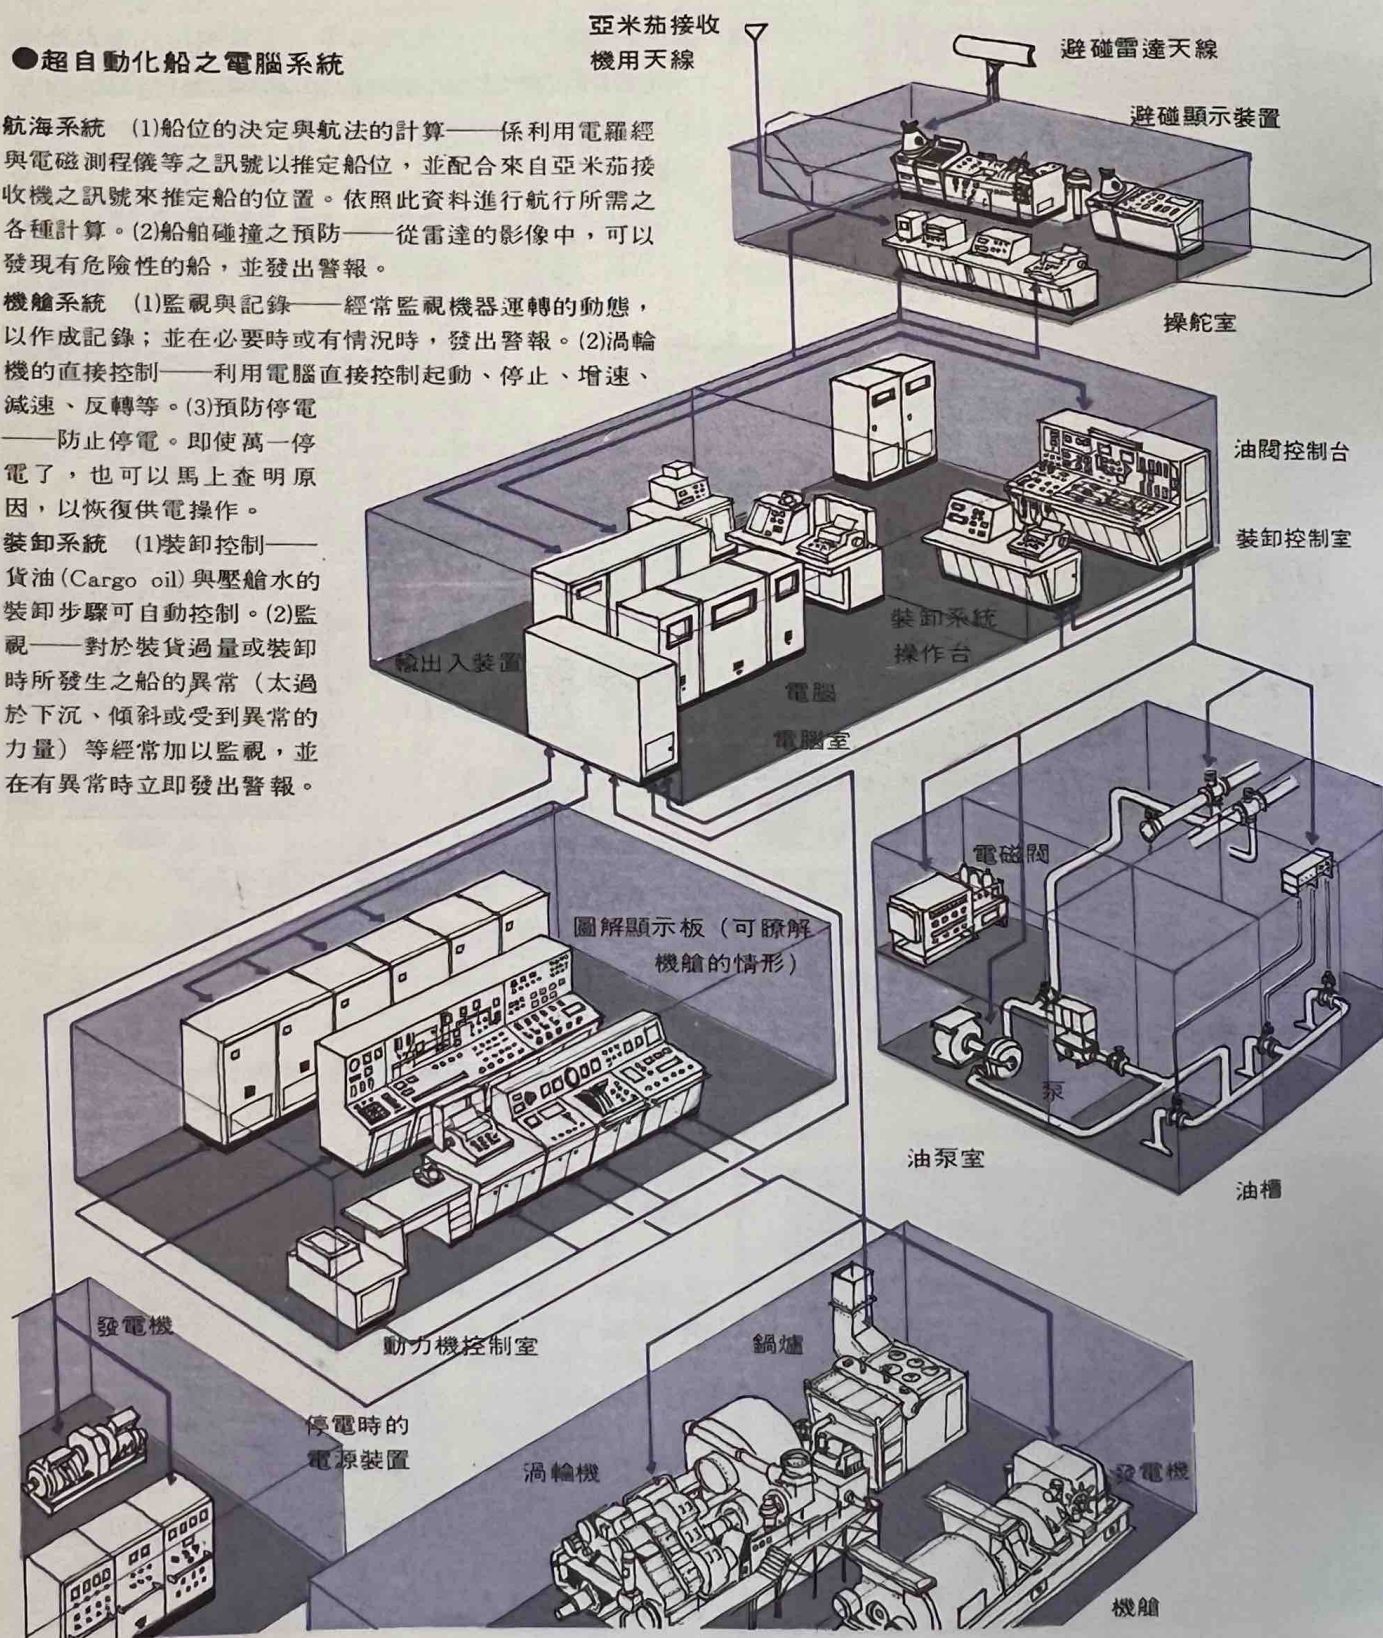 ●超自動化船之電腦系統
航海系統 (1)船位的決定與航法的計算——係利用電羅經
與電磁測程儀等之訊號以推定船位，並配合來自亞米茄接
收機之訊號來推定船的位置。依照此資料進行航行所需之
各種計算。(2)船舶碰撞之預防——從雷達的影像中，可以
發現有危險性的船，並發出警報。
機艙系統 (1)監視與記錄——經常監視機器運轉的動態，
以作成記錄；並在必要時或有情況時，發出警報。(2)渦輪
機的直接控制——利用電腦直接控制起動、停止、增速、
減速、反轉等。(3)預防停電
——防止停電。即使萬一停
電了，也可以馬上查明原
因，以恢復供電操作。
裝卸系統 (1)裝卸控制——
貨油(Cargo oil)與壓艙水的
裝卸步驟可自動控制。(2)監
視——對於裝貨過量或裝卸
時所發生之船的異常（太過
於下沉、傾斜或受到異常的
力量）等經常加以監視，並
在有異常時立即發出警報。
亞米茄接收
機用天線
避碰雷達天線
避碰顯示裝置
操舵室
油閥控制台
裝卸控制室
裝卸系統
操作台
輸出入裝置
電腦
電腦室
電磁閥
圖解顯示板（可瞭解
機艙的情形）
泵
油泵室
油槽
發電機
動力機控制室
鍋爐
停電時的
電源裝置
渦輪機
發電機
機艙